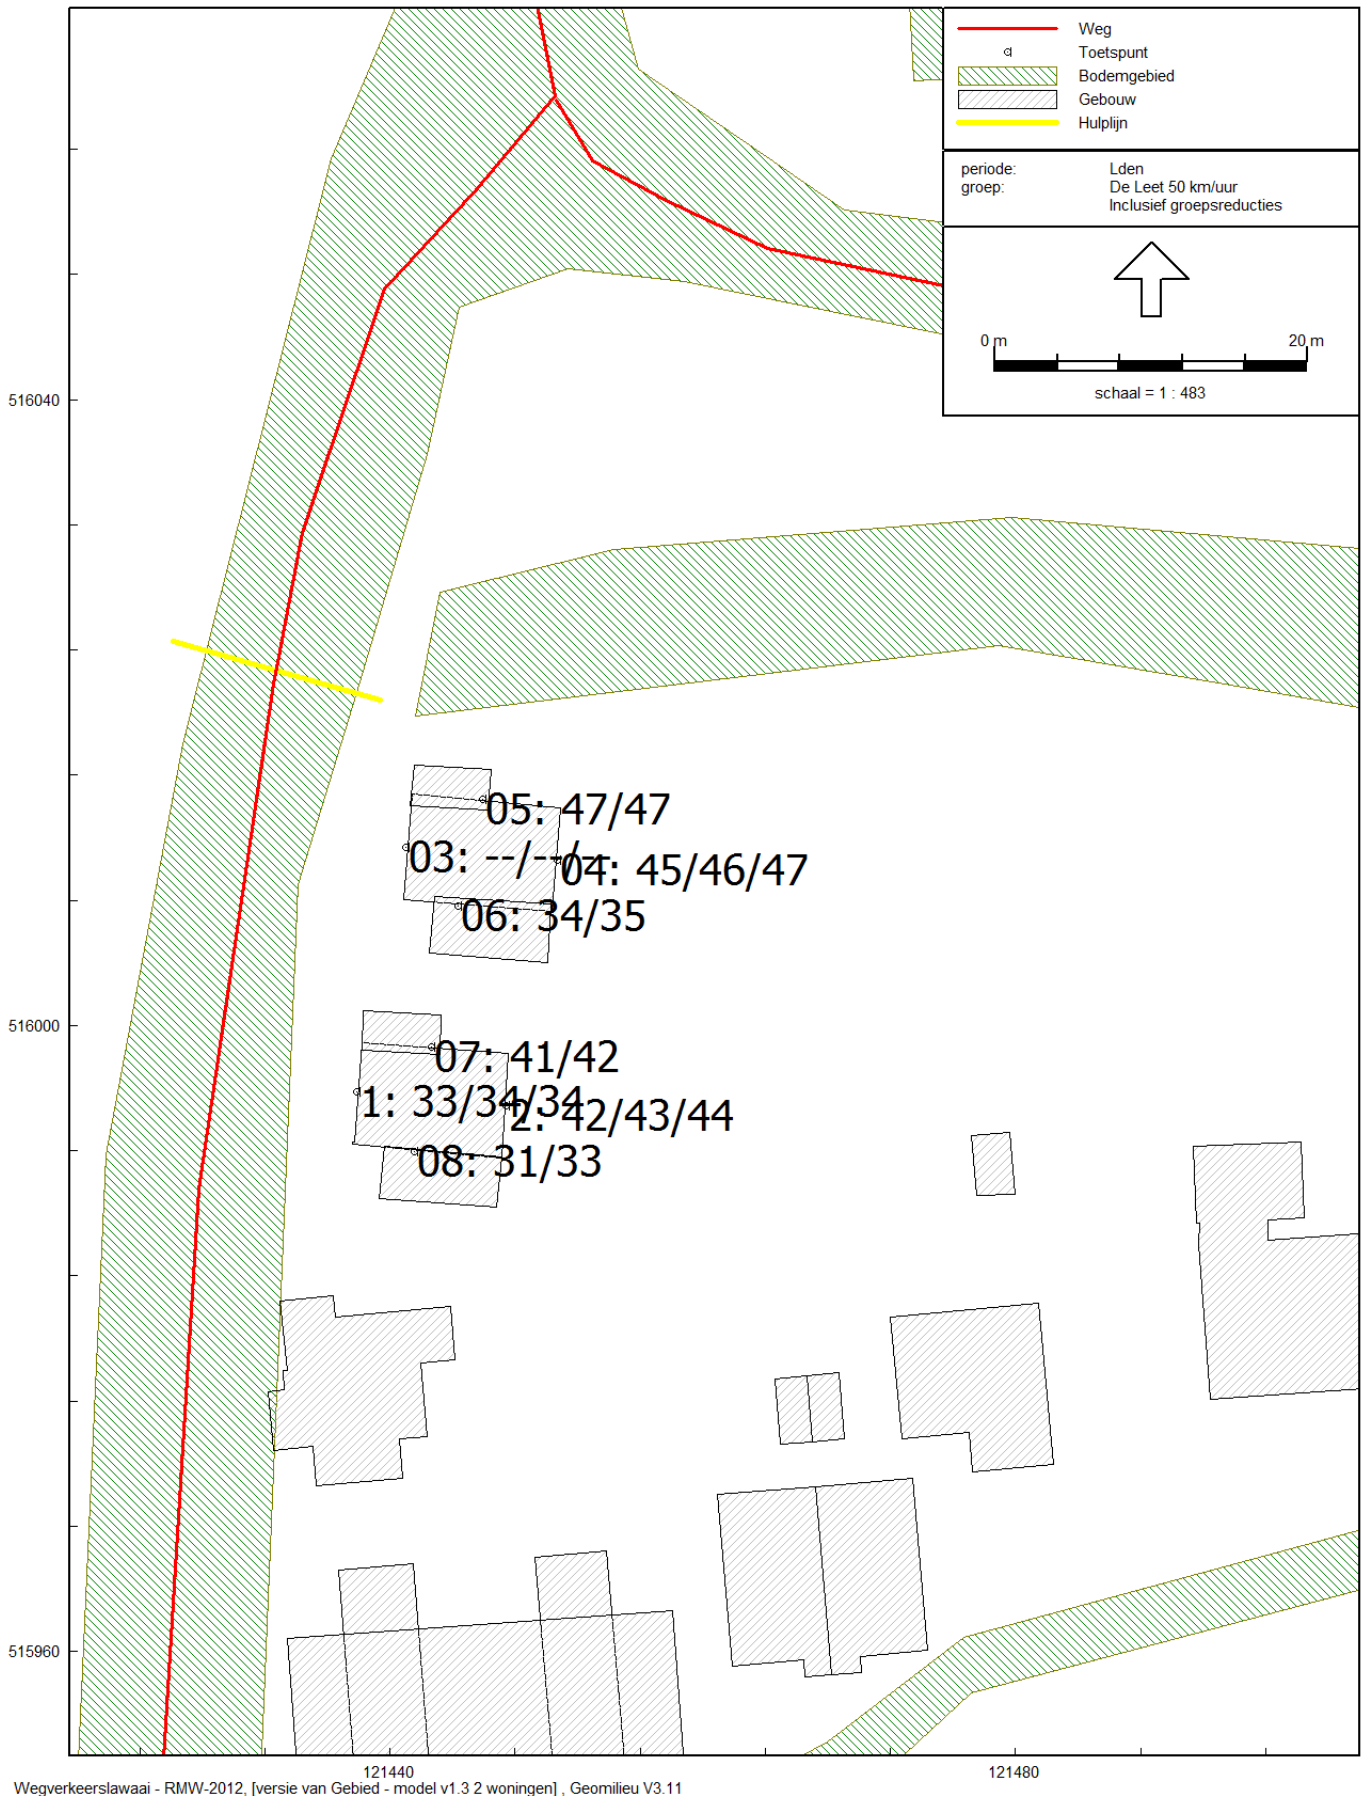 Weg
Toetspunt
Bodemgebied
Gebouw
Hulplijn
periode: Lden
groep: De Leet 50 km/uur
Inclusief groepsreducties
0 m 20 m
schaal = 1 : 483
516040
05: 47/47
03: --/--/--
04: 45/46/47
06: 34/35
516000
07: 41/42
1: 33/34/34
2: 42/43/44
08: 31/33
515960
121440 121480
Wegverkeerslawaai - RMW-2012, [versie van Gebied - model v1.3 2 woningen] , Geomilieu V3.11